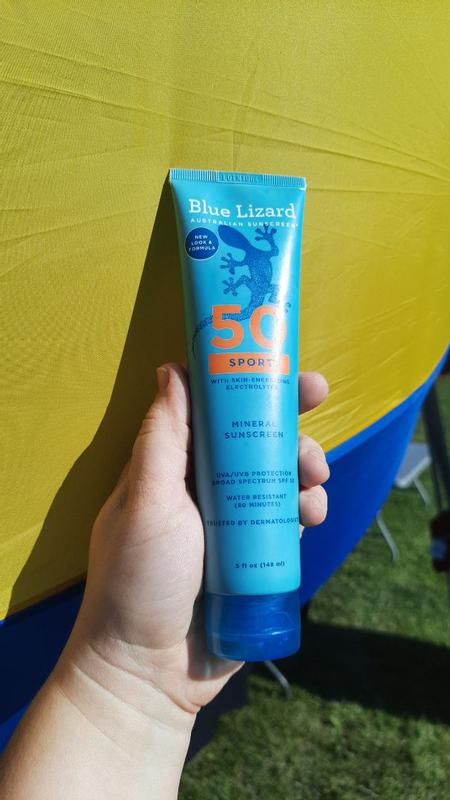 Blue Lizard
AUSTRALIAN SUNSCREEN
NEW
LOOK &
FORMULA
50
SPORT
WITH SKIN-ENERGIZING
ELECTROLYTES
MINERAL
SUNSCREEN
UVA/UVB PROTECTION
BROAD SPECTRUM SPF 50
WATER RESISTANT
(80 MINUTES)
TRUSTED BY DERMATOLOGISTS
5 fl oz (148 ml)